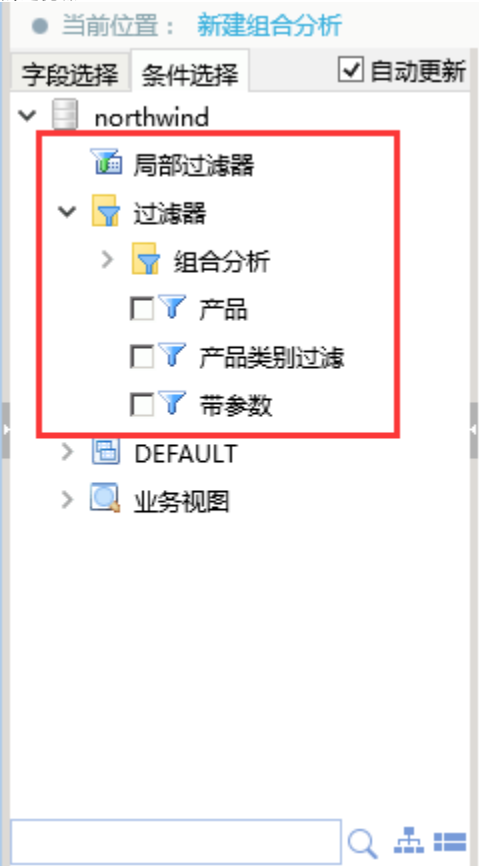 当前位置： 新建组合分析
字段选择 条件选择 自动更新
northwind
局部过滤器
过滤器
组合分析
产品
产品类别过滤
带参数
DEFAULT
业务视图